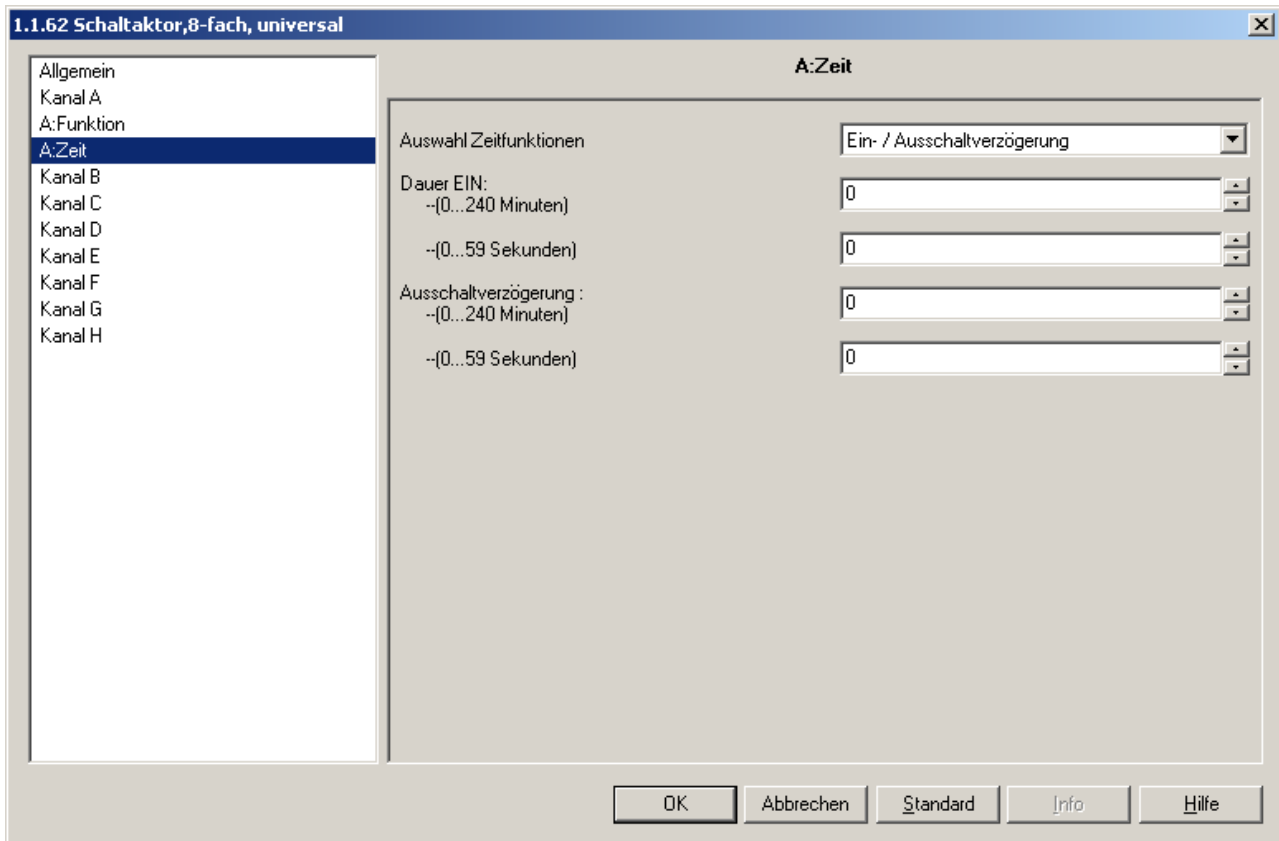 1.1.62 Schaltaktor,8-fach, universal
Allgemein
Kanal A
A:Funktion
A:Zeit
Kanal B
Kanal C
Kanal D
Kanal E
Kanal F
Kanal G
Kanal H
A:Zeit
Auswahl Zeitfunktionen
Ein- / Ausschaltverzögerung
Dauer EIN:
--(0...240 Minuten)
0
--(0...59 Sekunden)
0
Ausschaltverzögerung :
--(0...240 Minuten)
0
--(0...59 Sekunden)
0
OK
Abbrechen
Standard
Info
Hilfe